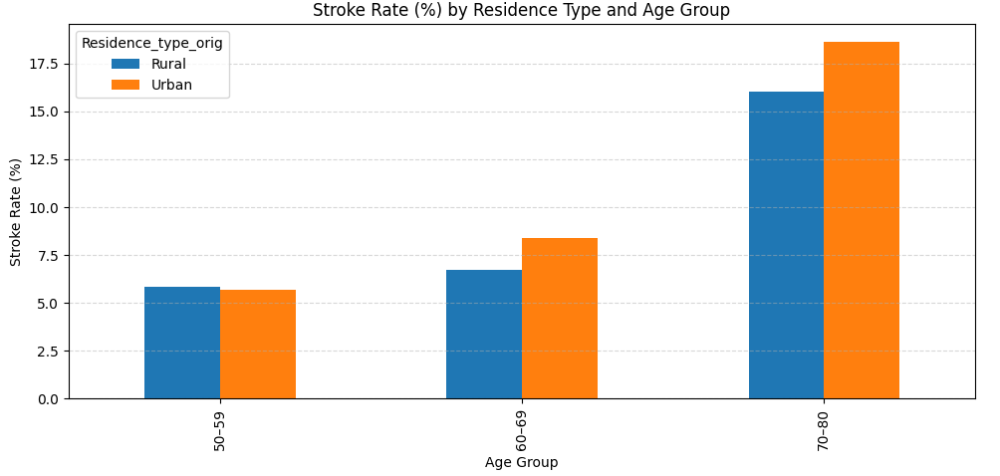 Stroke Rate (%) by Residence Type and Age Group
Residence_type_orig
Rural
Urban
Stroke Rate (%)
17.5
15.0
12.5
10.0
7.5
5.0
2.5
0.0
50–59
60–69
70–80
Age Group